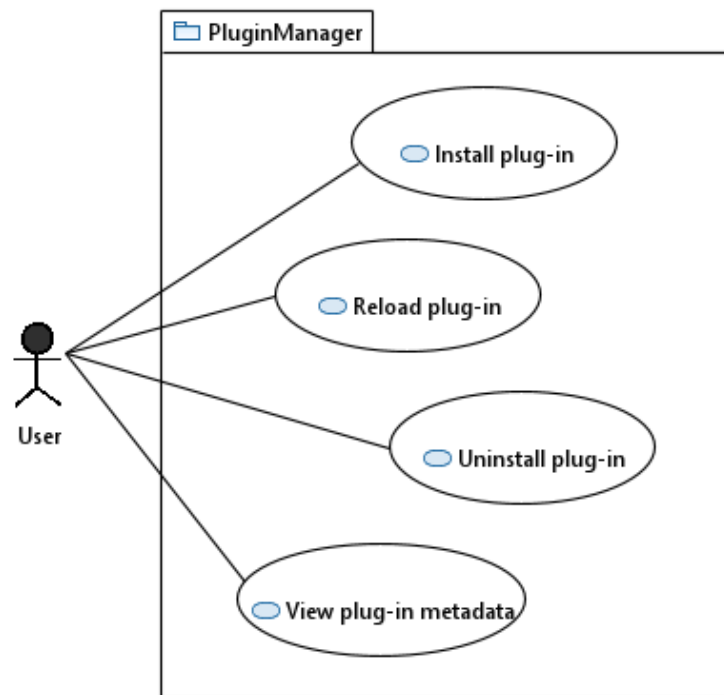 PluginManager
Install plug-in
Reload plug-in
User
Uninstall plug-in
View plug-in metadata